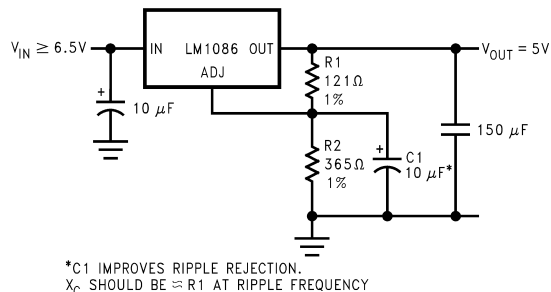 V_IN ≥ 6.5V
IN LM1086 OUT
ADJ
V_OUT = 5V
+
10 μF
R1
121Ω
1%
R2
365Ω
1%
+
C1
10 μF*
150 μF
*C1 IMPROVES RIPPLE REJECTION.
X_C SHOULD BE ≈ R1 AT RIPPLE FREQUENCY